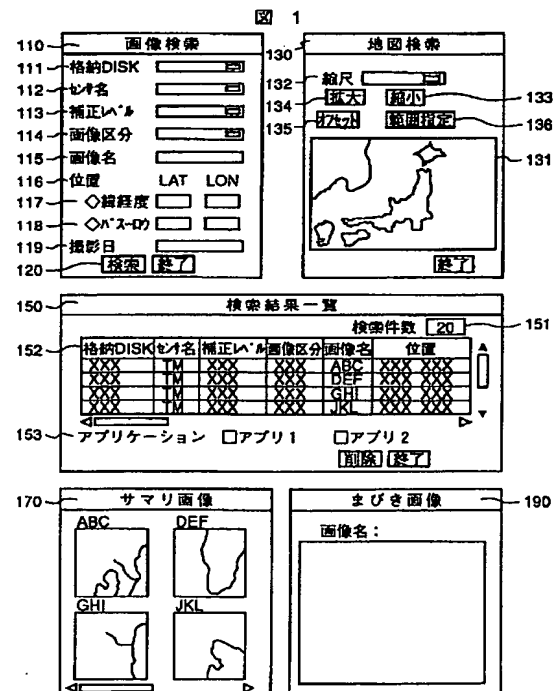 図 1
110 画像検索
111 格納DISK
112 センサ名
113 補正レベル
114 画像区分
115 画像名
116 位置 LAT LON
117 ◇緯経度
118 ◇パスーロウ
119 撮影日
120 検索 終了
130 地図検索
132 縮尺
134 拡大 縮小 133
135 オフセット 範囲指定 136
131
終了
150 検索結果一覧
検索件数 20 151
152 格納DISK センサ名 補正レベル 画像区分 画像名 位置
XXX TM XXX XXX ABC XXX XXX
XXX TM XXX XXX DEF XXX XXX
XXX TM XXX XXX GHI XXX XXX
XXX TM XXX XXX JKL XXX XXX
153 アプリケーション □アプリ1 □アプリ2
削除 終了
170 サマリ画像
ABC DEF
GHI JKL
まびき画像 190
画像名：